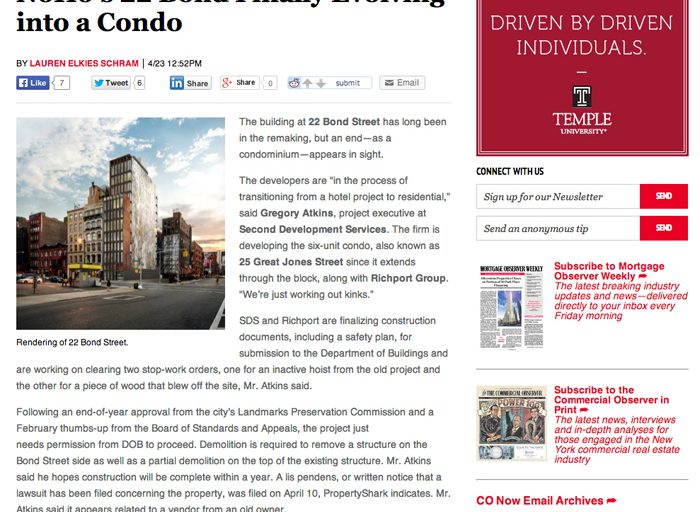 NoHo's 22 Bond Finally Evolving
into a Condo
BY LAUREN ELKIES SCHRAM | 4/23 12:52PM
Like 7
Tweet 6
Share
Share 0
submit
Email
The building at 22 Bond Street has long been
in the remaking, but an end—as a
condominium—appears in sight.
The developers are “in the process of
transitioning from a hotel project to residential,”
said Gregory Atkins, project executive at
Second Development Services. The firm is
developing the six-unit condo, also known as
25 Great Jones Street since it extends
through the block, along with Richport Group.
“We’re just working out kinks.”
Rendering of 22 Bond Street.
SDS and Richport are finalizing construction
documents, including a safety plan, for
submission to the Department of Buildings and
are working on clearing two stop-work orders, one for an inactive hoist from the old project and
the other for a piece of wood that blew off the site, Mr. Atkins said.
Following an end-of-year approval from the city’s Landmarks Preservation Commission and a
February thumbs-up from the Board of Standards and Appeals, the project just
needs permission from DOB to proceed. Demolition is required to remove a structure on the
Bond Street side as well as a partial demolition on the top of the existing structure. Mr. Atkins
said he hopes construction will be complete within a year. A lis pendens, or written notice that a
lawsuit has been filed concerning the property, was filed on April 10, PropertyShark indicates. Mr.
Atkins said it appears related to a vendor from an old owner.
DRIVEN BY DRIVEN
INDIVIDUALS.
TEMPLE
UNIVERSITY®
CONNECT WITH US
Sign up for our Newsletter SEND
Send an anonymous tip SEND
MORTGAGE OBSERVER WEEKLY
Subscribe to Mortgage
Observer Weekly
The latest breaking industry
updates and news—delivered
directly to your inbox every
Friday morning
THE COMMERCIAL OBSERVER
POWER 100
Subscribe to the
Commercial Observer in
Print
The latest news, interviews
and in-depth analyses for
those engaged in the New
York commercial real estate
industry
CO Now Email Archives